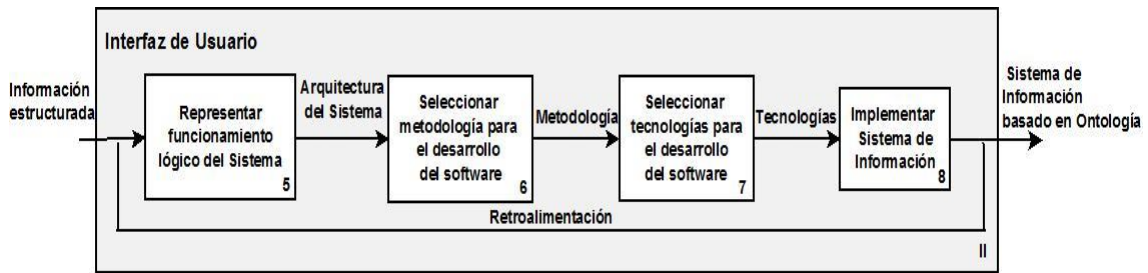 Interfaz de Usuario
Información
estructurada
Representar
funcionamiento
lógico del Sistema
5
Arquitectura
del Sistema
Seleccionar
metodología para
el desarrollo
del software
6
Metodología
Seleccionar
tecnologías para
el desarrollo
del software
7
Tecnologías
Implementar
Sistema de
Información
8
Sistema de
Información
basado en Ontología
Retroalimentación
II